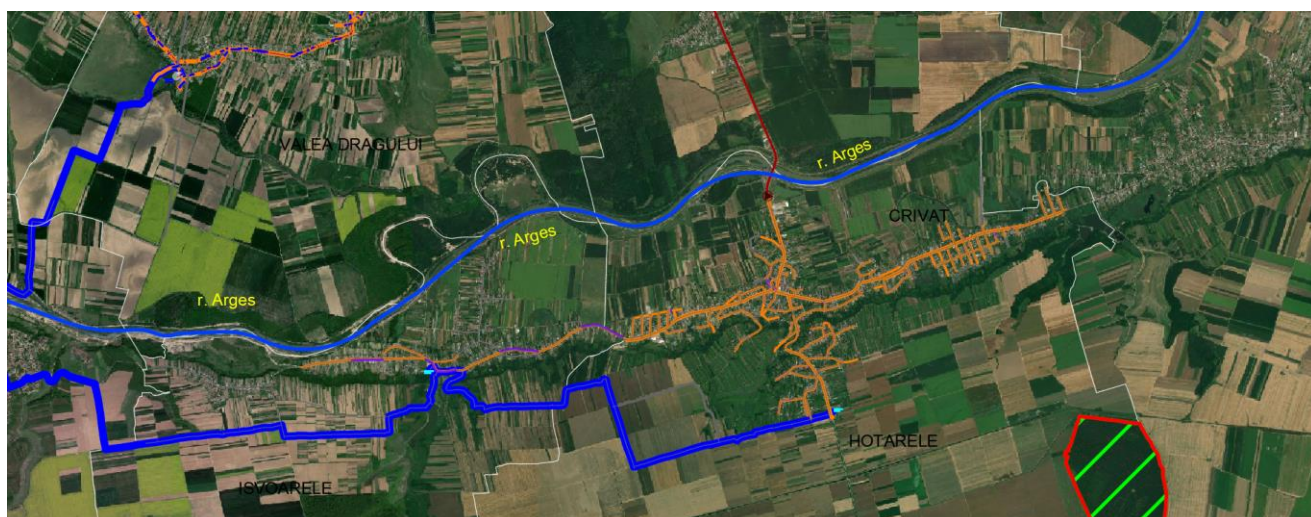 VALEA DRAGULUI
r. Arges
CRIVAT
r. Arges
r. Arges
HOTARELE
ISVOARELE